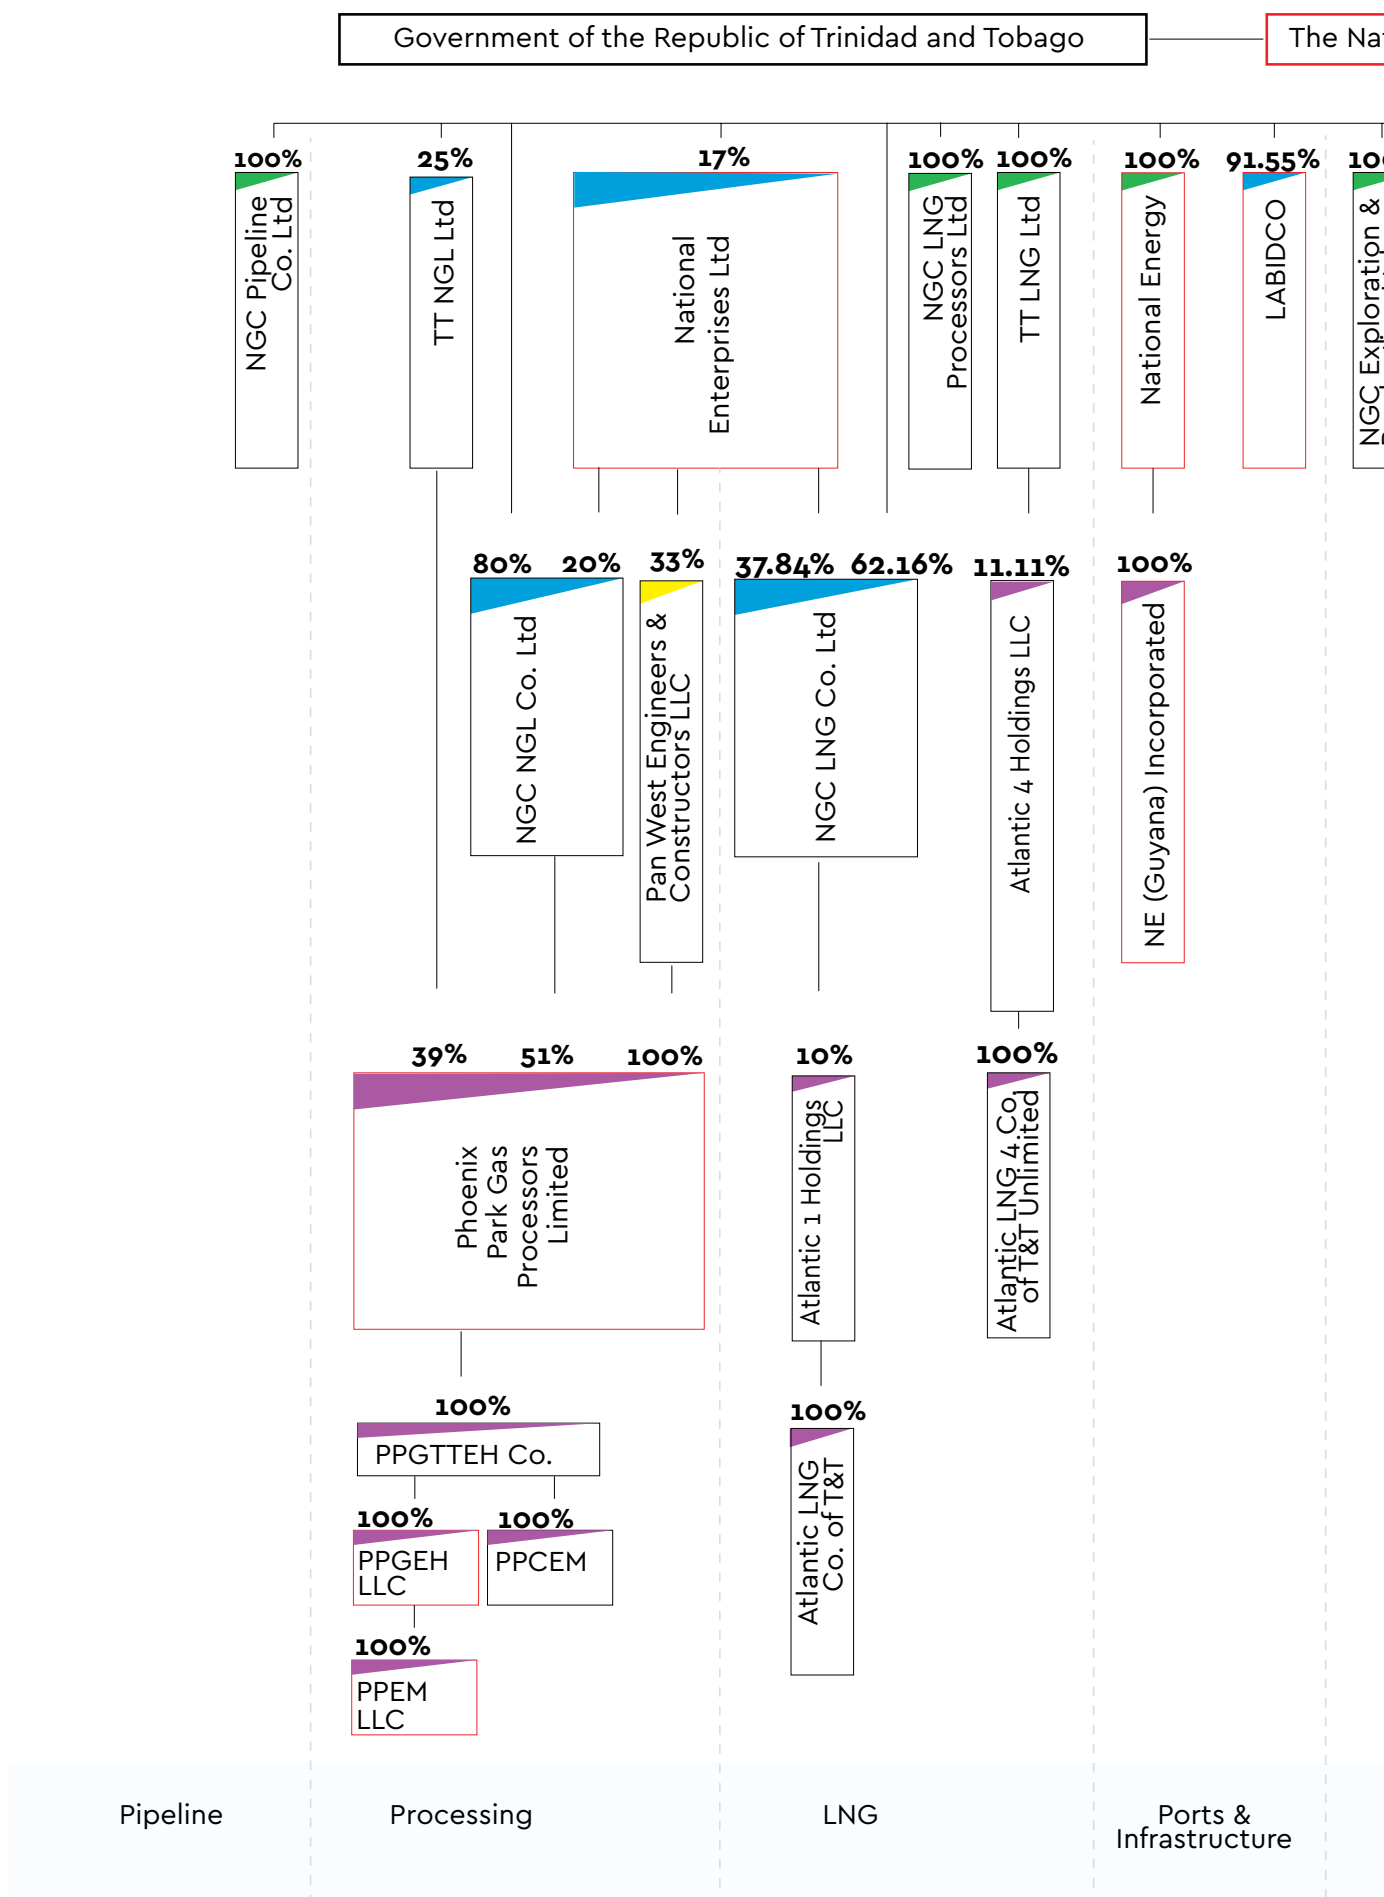 Government of the Republic of Trinidad and Tobago
The Nat
100%
25%
17%
100%
100%
100%
91.55%
NGC Pipeline
Co. Ltd
TT NGL Ltd
National
Enterprises Ltd
NGC LNG
Processors Ltd
TT LNG Ltd
National Energy
LABIDCO
NGC Exploration &
80%
20%
33%
37.84%
62.16%
11.11%
100%
NGC NGL Co. Ltd
Pan West Engineers &
Constructors LLC
NGC LNG Co. Ltd
Atlantic 4 Holdings LLC
NE (Guyana) Incorporated
39%
51%
100%
10%
100%
Phoenix
Park Gas
Processors
Limited
Atlantic 1 Holdings
LLC
Atlantic LNG 4 Co.
of T&T Unlimited
100%
PPGTTEH Co.
100%
Atlantic LNG
Co. of T&T
100%
100%
PPGEH
LLC
PPCEM
100%
PPEM
LLC
Pipeline
Processing
LNG
Ports &
Infrastructure